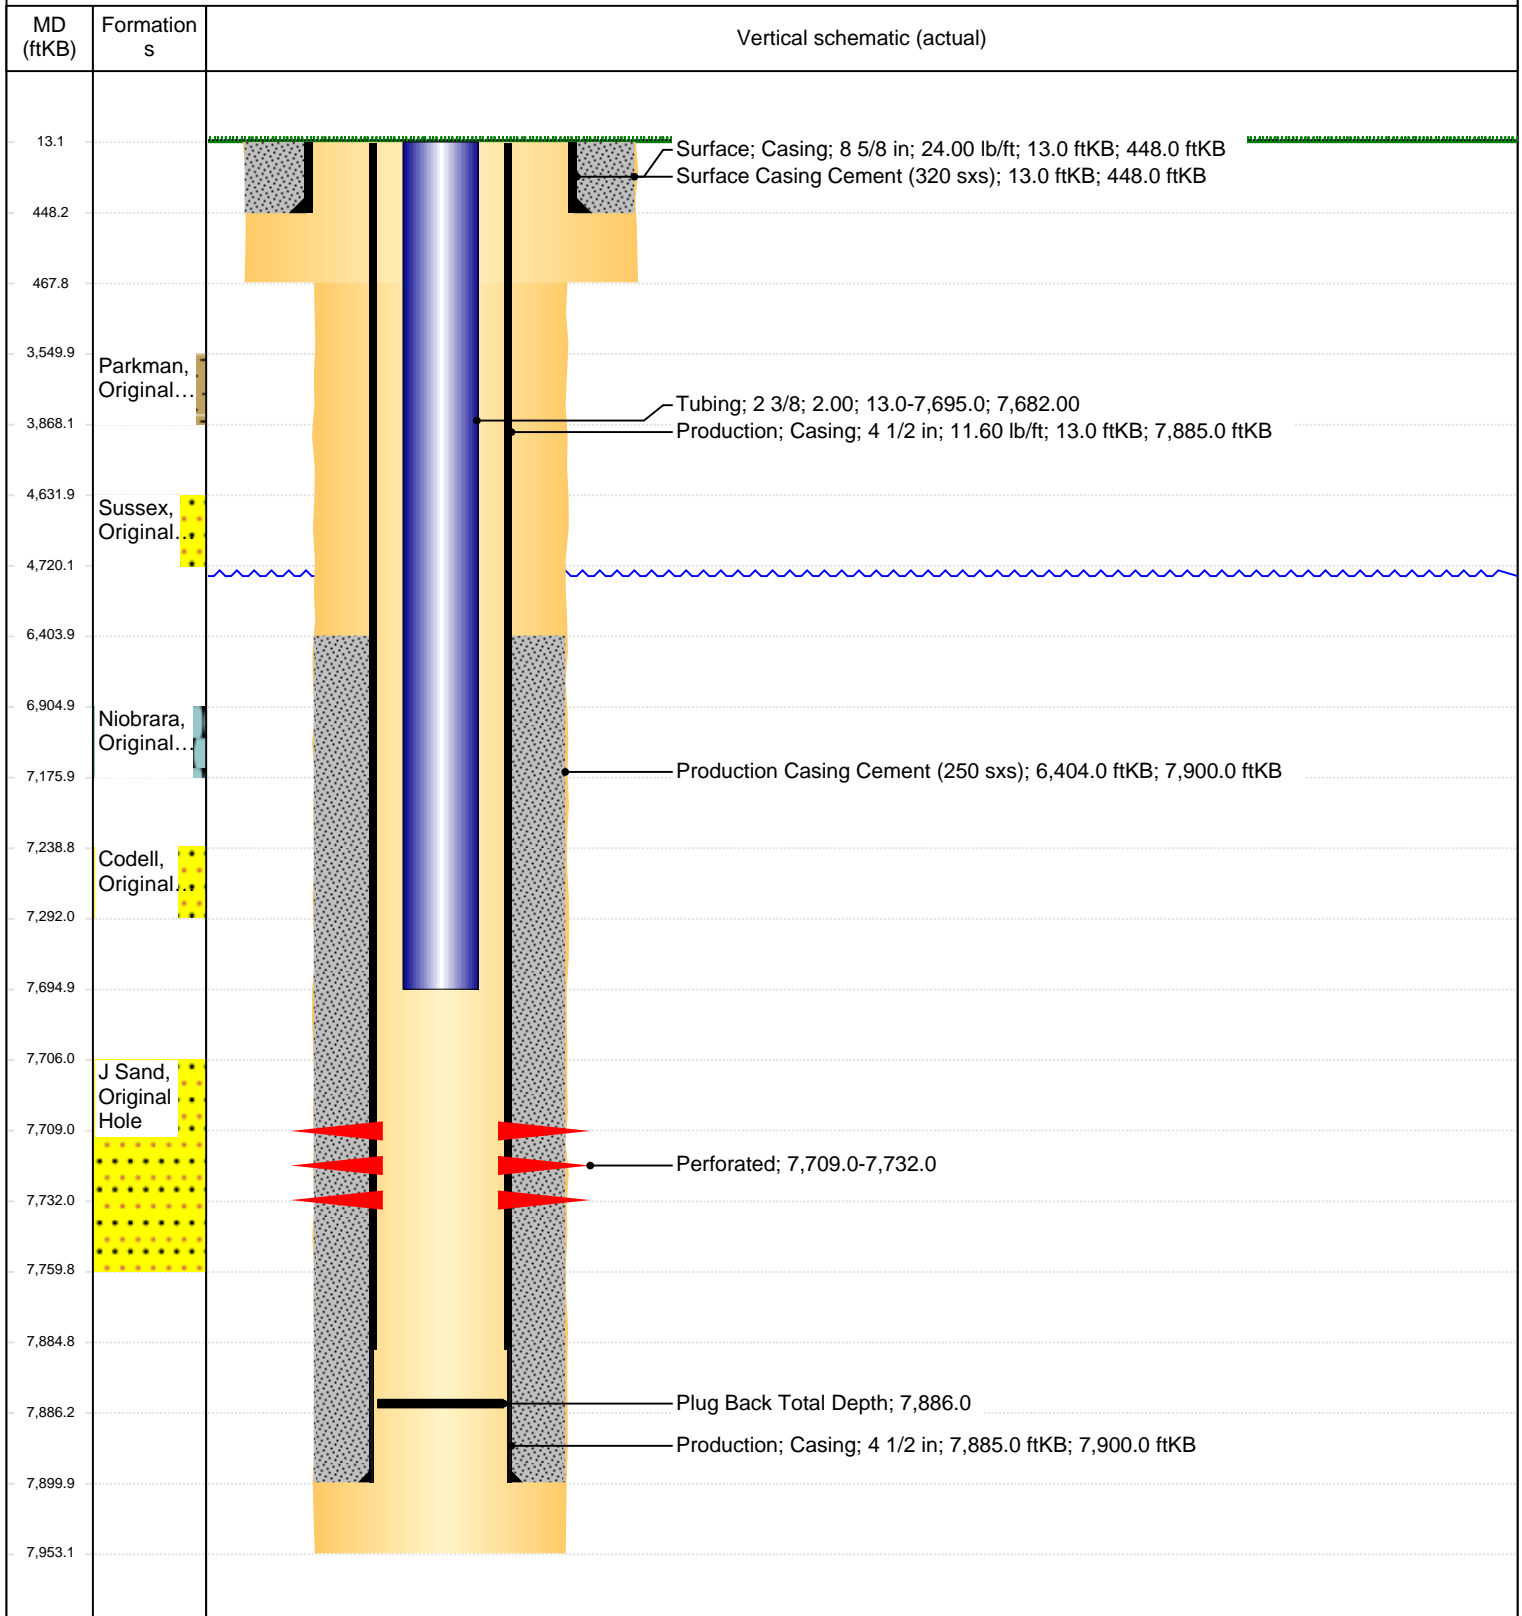 MD
(ftKB)
Formation
s
Vertical schematic (actual)
13.1
Surface; Casing; 8 5/8 in; 24.00 lb/ft; 13.0 ftKB; 448.0 ftKB
Surface Casing Cement (320 sxs); 13.0 ftKB; 448.0 ftKB
448.2
467.8
3,549.9
Parkman,
Original...
Tubing; 2 3/8; 2.00; 13.0-7,695.0; 7,682.00
3,868.1
Production; Casing; 4 1/2 in; 11.60 lb/ft; 13.0 ftKB; 7,885.0 ftKB
4,631.9
Sussex,
Original...
4,720.1
6,403.9
6,904.9
Niobrara,
Original...
7,175.9
Production Casing Cement (250 sxs); 6,404.0 ftKB; 7,900.0 ftKB
7,238.8
Codell,
Original...
7,292.0
7,694.9
7,706.0
J Sand,
Original
Hole
7,709.0
Perforated; 7,709.0-7,732.0
7,732.0
7,759.8
7,884.8
Plug Back Total Depth; 7,886.0
7,886.2
Production; Casing; 4 1/2 in; 7,885.0 ftKB; 7,900.0 ftKB
7,899.9
7,953.1